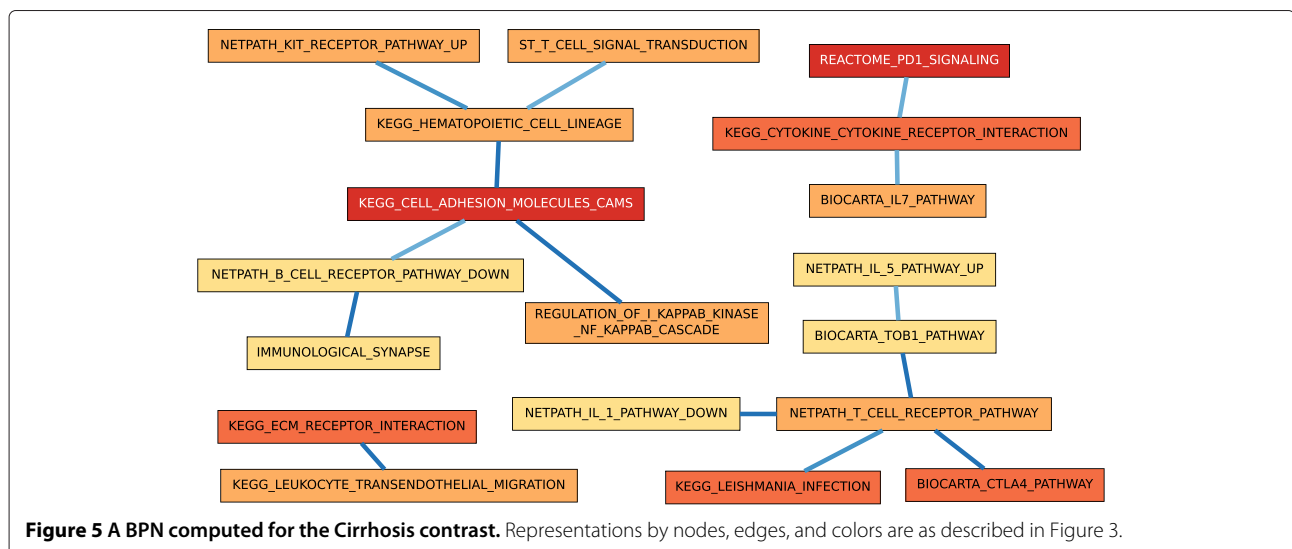 NETPATH_KIT_RECEPTOR_PATHWAY_UP
ST_T_CELL_SIGNAL_TRANSDUCTION
REACTOME_PD1_SIGNALING
KEGG_HEMATOPOIETIC_CELL_LINEAGE
KEGG_CYTOKINE_CYTOKINE_RECEPTOR_INTERACTION
KEGG_CELL_ADHESION_MOLECULES_CAMS
BIOCARTA_IL7_PATHWAY
NETPATH_B_CELL_RECEPTOR_PATHWAY_DOWN
NETPATH_IL_5_PATHWAY_UP
REGULATION_OF_I_KAPPAB_KINASE
_NF_KAPPAB_CASCADE
BIOCARTA_TOB1_PATHWAY
IMMUNOLOGICAL_SYNAPSE
NETPATH_IL_1_PATHWAY_DOWN
NETPATH_T_CELL_RECEPTOR_PATHWAY
KEGG_ECM_RECEPTOR_INTERACTION
KEGG_LEUKOCYTE_TRANSENDOTHELIAL_MIGRATION
KEGG_LEISHMANIA_INFECTION
BIOCARTA_CTLA4_PATHWAY
Figure 5 A BPN computed for the Cirrhosis contrast. Representations by nodes, edges, and colors are as described in Figure 3.